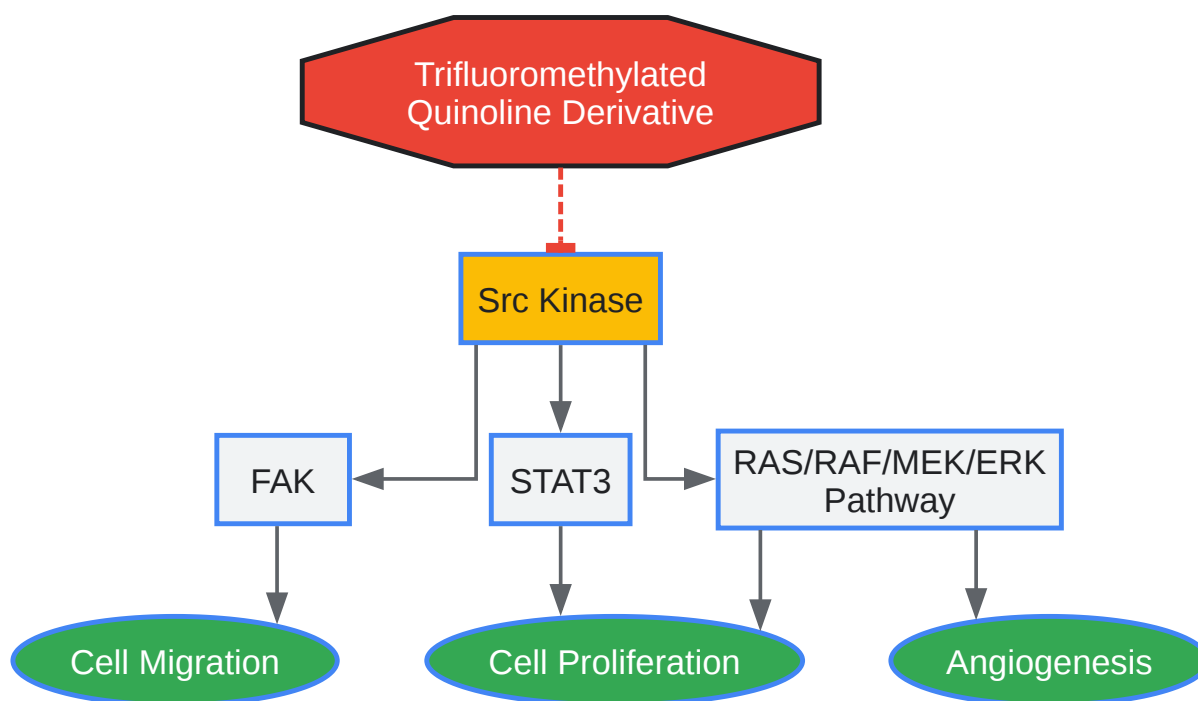 Trifluoromethylated
Quinoline Derivative
Src Kinase
FAK
STAT3
RAS/RAF/MEK/ERK
Pathway
Cell Migration
Cell Proliferation
Angiogenesis